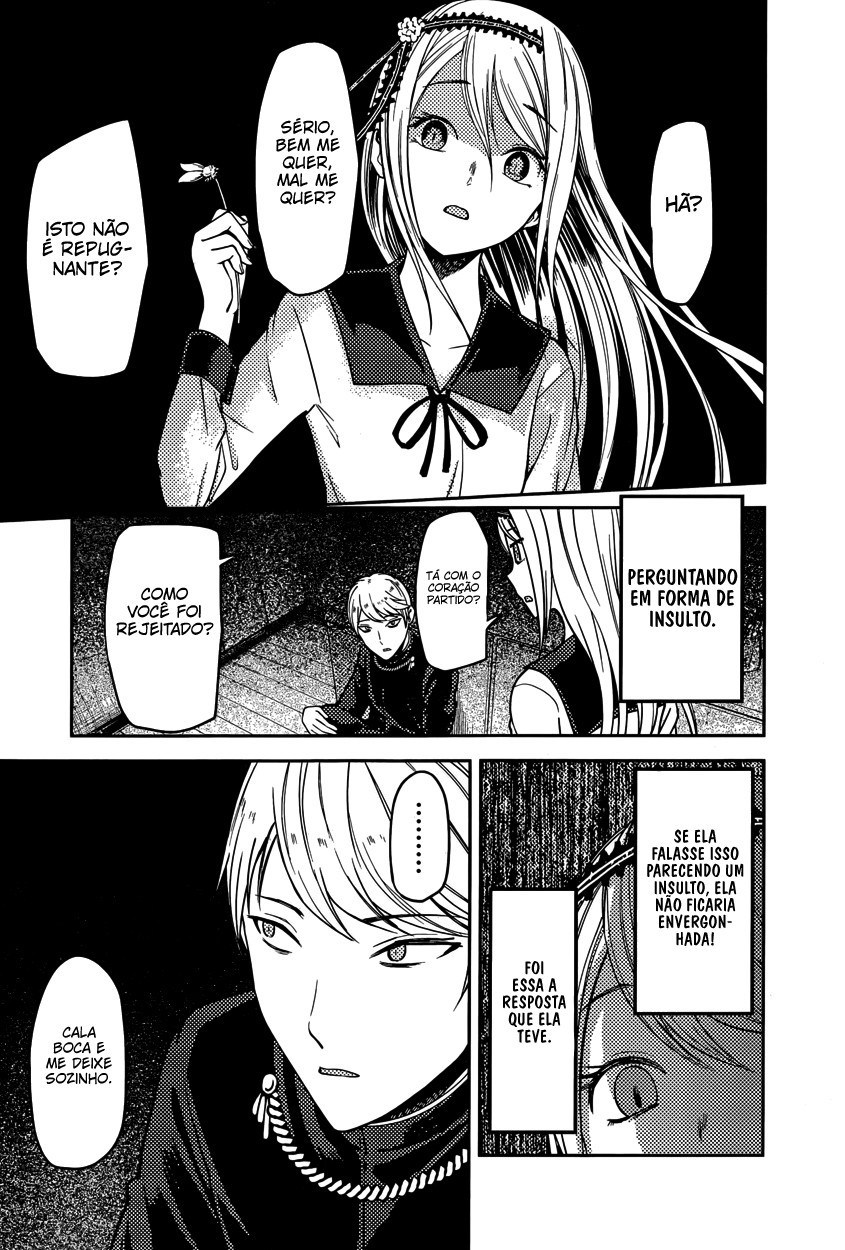 HÃ?
SÉRIO,
BEM ME
QUER,
MAL ME
QUER?
ISTO NÃO
É REPUG-
NANTE?
PERGUNTANDO
EM FORMA DE
INSULTO.
TÁ COM O
CORAÇÃO
PARTIDO?
COMO
VOCÊ FOI
REJEITADO?
SE ELA
FALASSE ISSO
PARECENDO UM
INSULTO, ELA
NÃO FICARIA
ENVERGON-
HADA!
FOI
ESSA A
RESPOSTA
QUE ELA
TEVE.
........
CALA
BOCA E
ME DEIXE
SOZINHO.